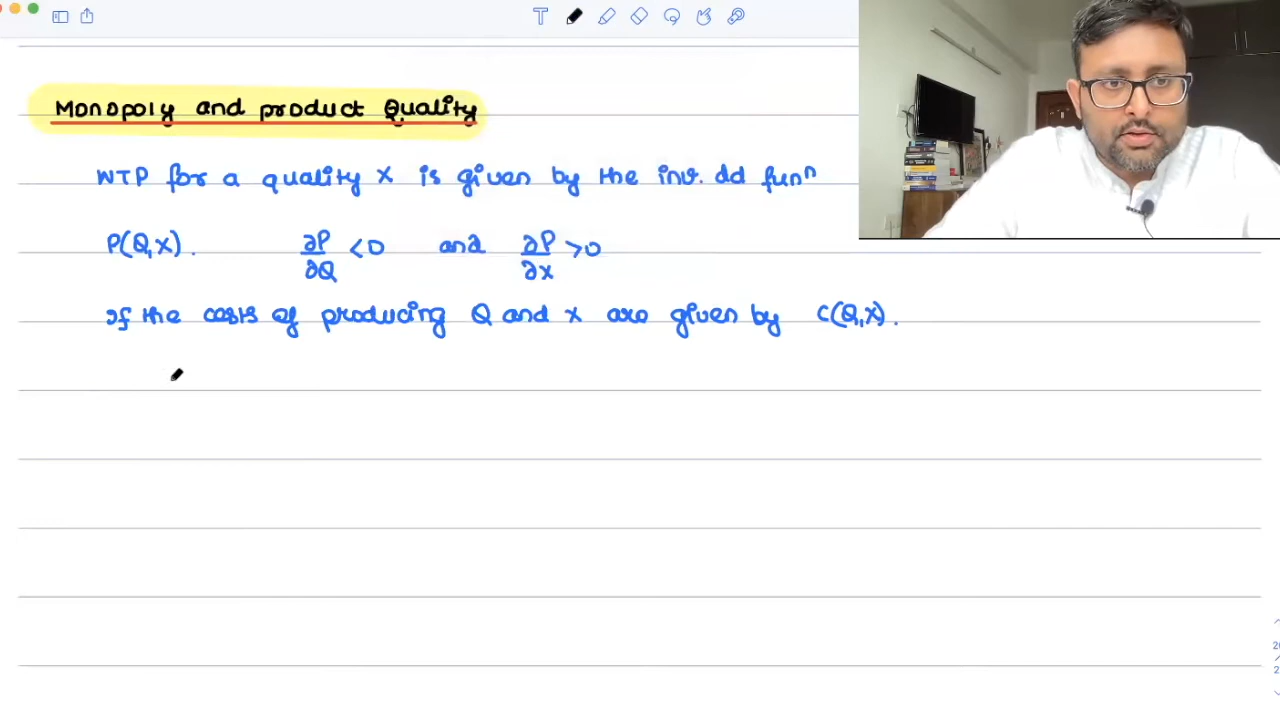 Monopoly and product Quality
WTP for a quality X is given by the inv. dd funⁿ
P(Q,X). ∂P/∂Q <0 and ∂P/∂X >0
If the costs of producing Q and X are given by C(Q,X).